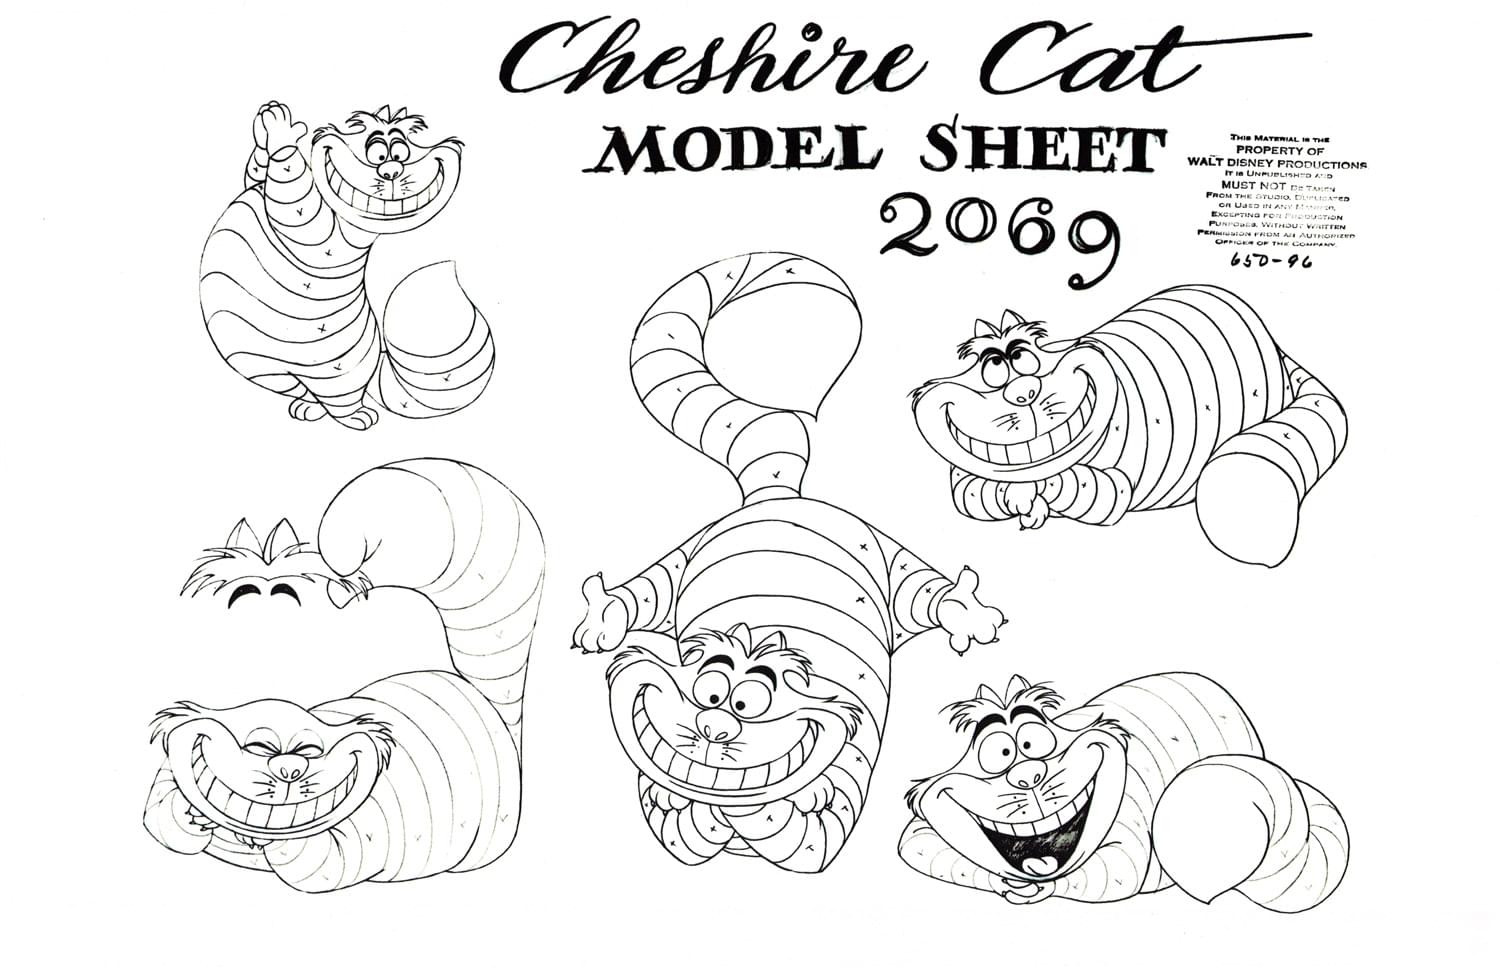 Cheshire Cat
MODEL SHEET
2069
THIS MATERIAL IS THE
PROPERTY OF
WALT DISNEY PRODUCTIONS
IT IS UNPUBLISHED AND
MUST NOT BE TAKEN
FROM THE STUDIO, DUPLICATED
OR USED IN ANY MANNER,
EXCEPTING FOR PRODUCTION
PURPOSES, WITHOUT WRITTEN
PERMISSION FROM AN AUTHORIZED
OFFICER OF THE COMPANY.
650-96